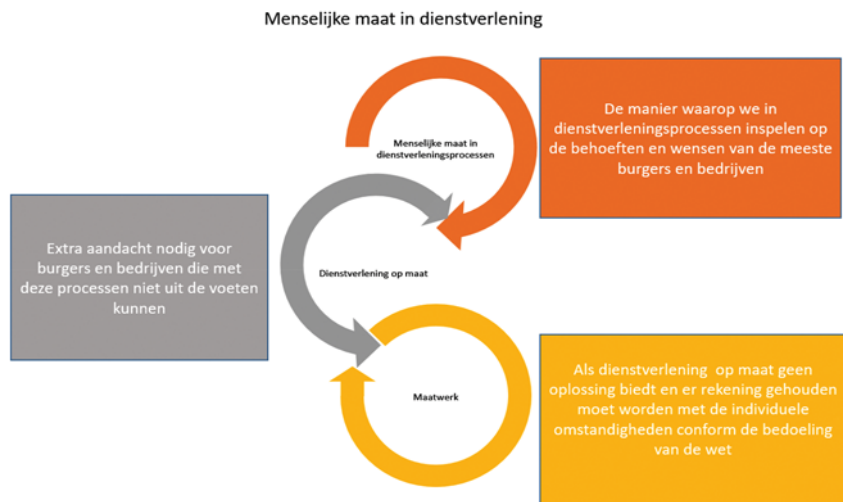 Menselijke maat in dienstverlening
Menselijke maat in
dienstverleningsprocessen
De manier waarop we in
dienstverleningsprocessen inspelen op
de behoeften en wensen van de meeste
burgers en bedrijven
Extra aandacht nodig voor
burgers en bedrijven die met
deze processen niet uit de voeten
kunnen
Dienstverlening op maat
Maatwerk
Als dienstverlening op maat geen
oplossing biedt en er rekening gehouden
moet worden met de individuele
omstandigheden conform de bedoeling
van de wet